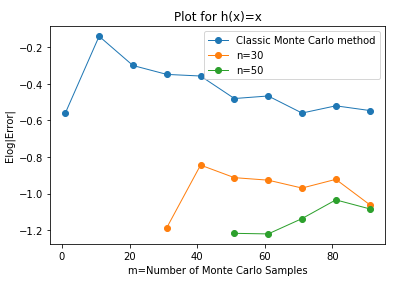 Plot for h(x)=x
Classic Monte Carlo method
n=30
n=50
Elog|Error|
−0.2
−0.4
−0.6
−0.8
−1.0
−1.2
0
20
40
60
80
m=Number of Monte Carlo Samples